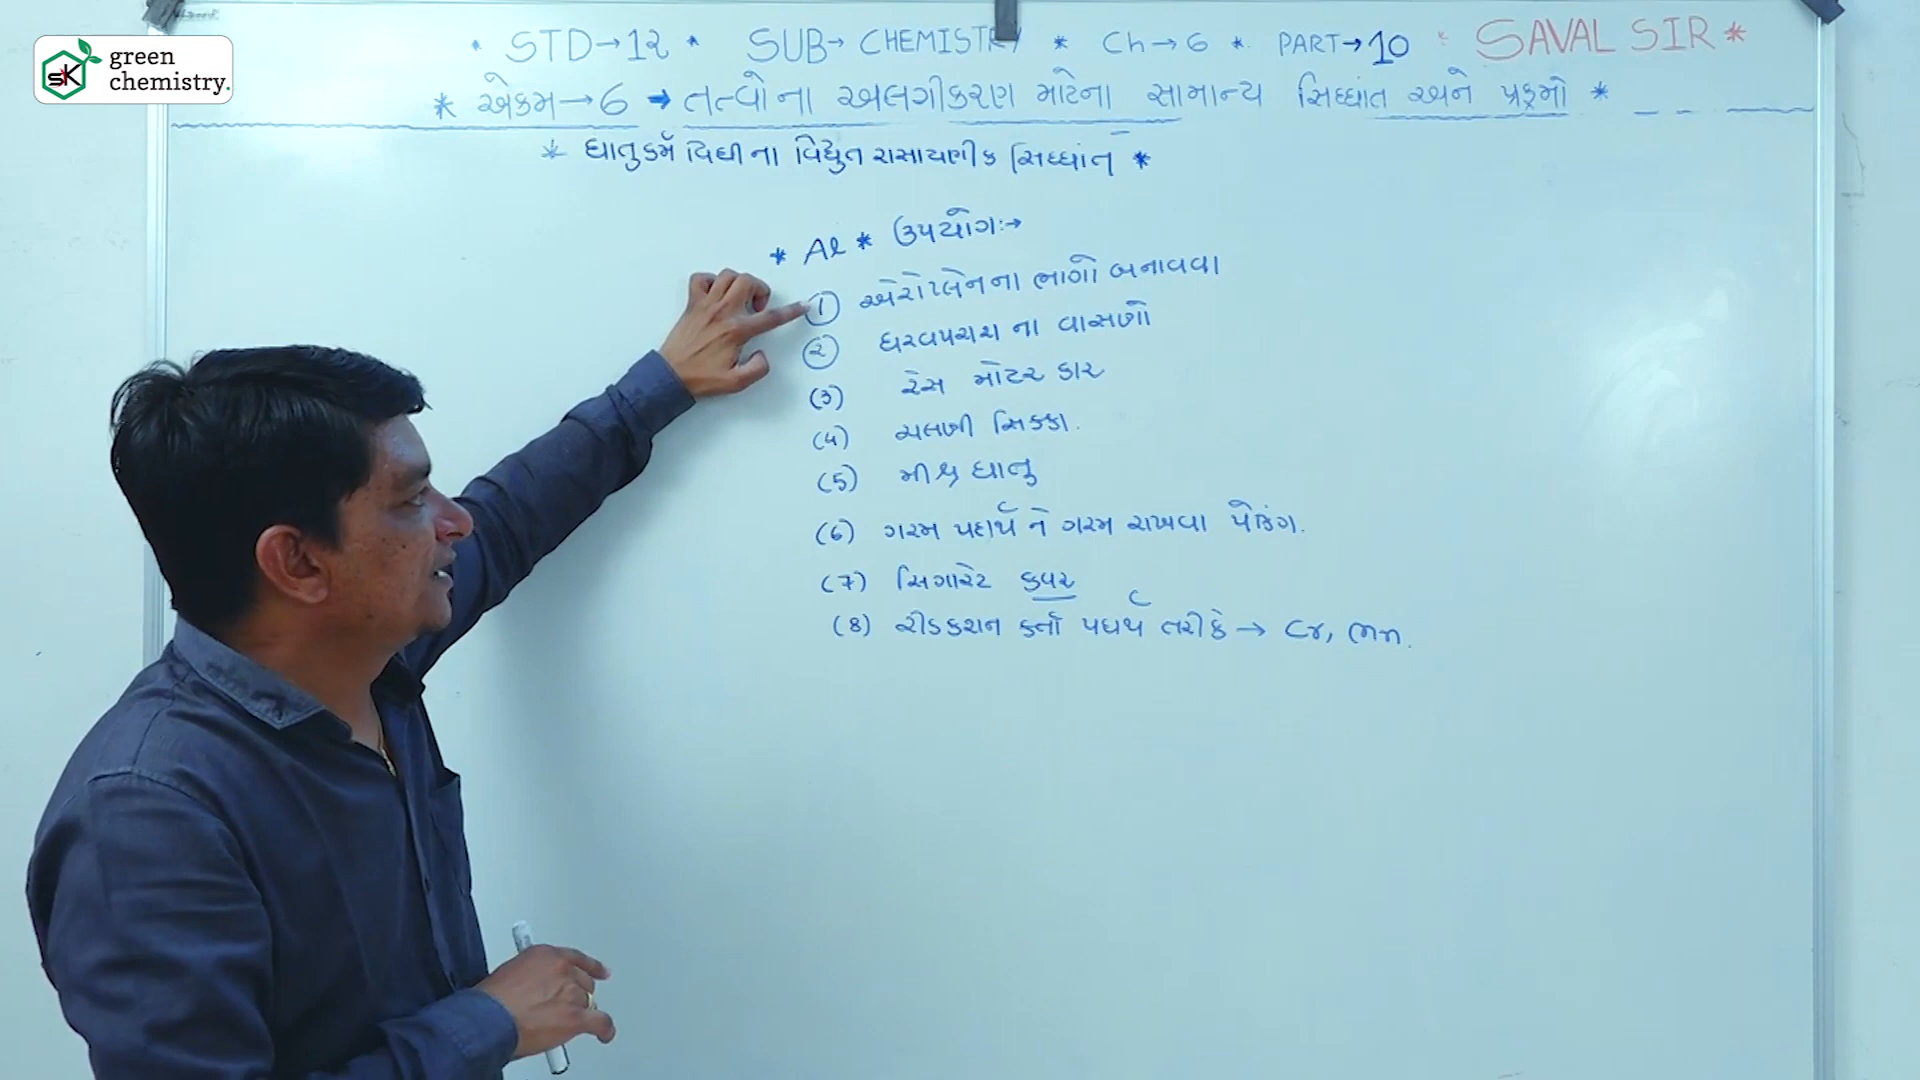 green
chemistry.
SK
* STD→12 * SUB→ CHEMISTRY * Ch→6 * PART→10 * SAVAL SIR *
* એકમ→6 → તત્વોના અલગીકરણ માટેના સામાન્ય સિધ્ધાંત અને પ્રક્રમો *
* ધાતુકર્મ વિધીના વિદ્યુત રાસાયણીક સિધ્ધાંત *
* Al * ઉપયોગ:→
① એરોપ્લેનના ભાગો બનાવવા
② ઘરવપરાશ ના વાસણો
(3) રેસ મોટર કાર
(4) ચલણી સિક્કા.
(5) મીશ્ર ધાતુ
(6) ગરમ પદાર્થ ને ગરમ રાખવા પેકિંગ.
(7) સિગારેટ કવર
(8) રીડકશન કર્તા પદાર્થ તરીકે → Cr, Mn.